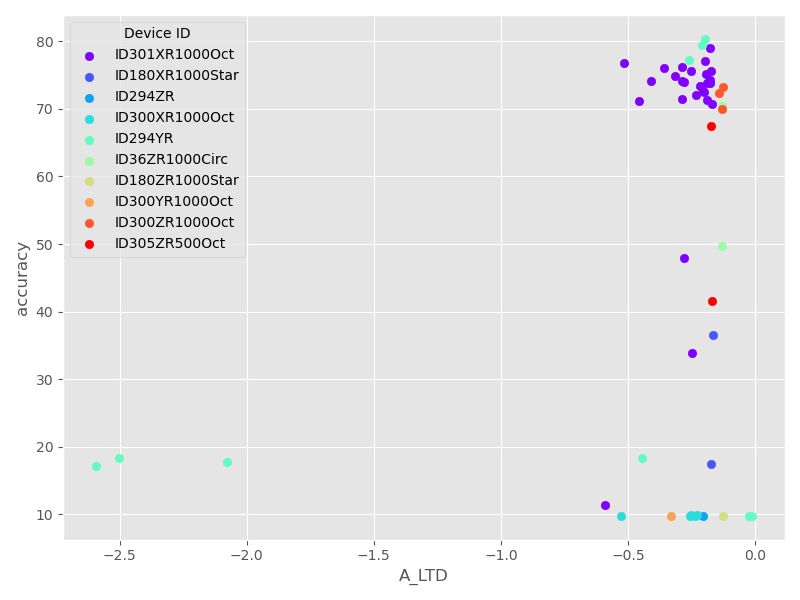 Device ID
ID301XR1000Oct
ID180XR1000Star
ID294ZR
ID300XR1000Oct
ID294YR
ID36ZR1000Circ
ID180ZR1000Star
ID300YR1000Oct
ID300ZR1000Oct
ID305ZR500Oct
accuracy
80
70
60
50
40
30
20
10
−2.5
−2.0
−1.5
−1.0
−0.5
0.0
A_LTD